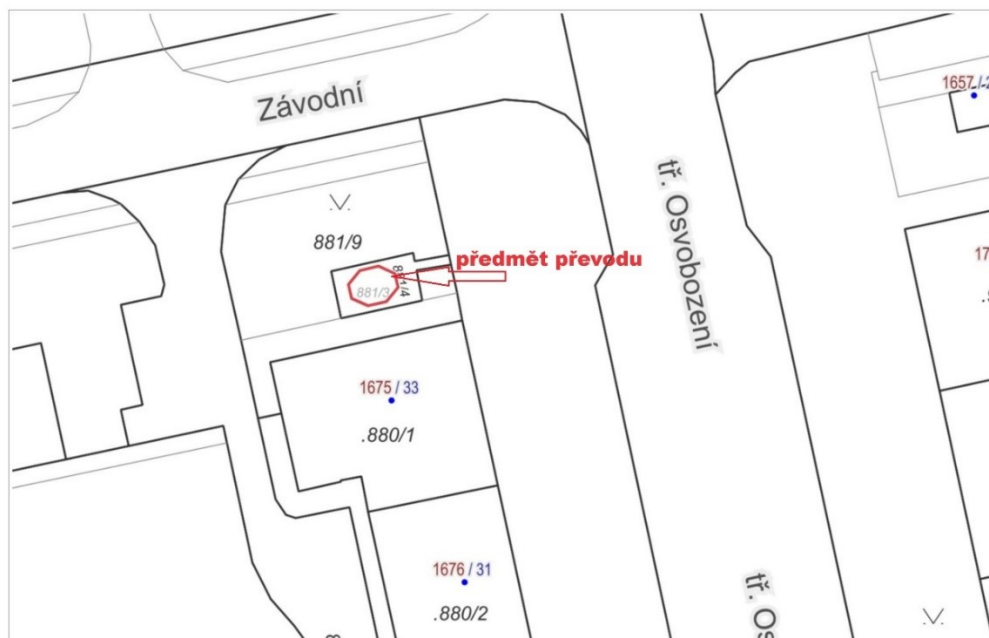 Závodní
1657 / 2
tř. Osvobození
881/9
předmět převodu
881/4
881/3
17
1675 / 33
.880/1
1676 / 31
.880/2
tř. Os